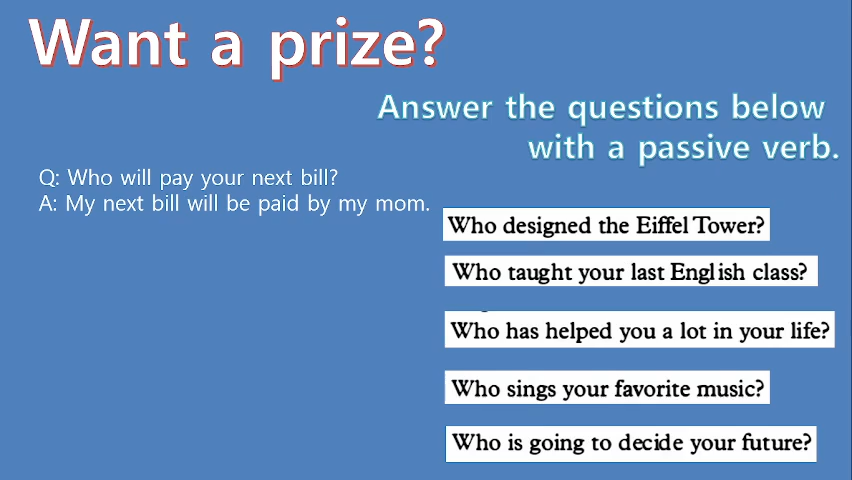 Want a prize?
Answer the questions below
with a passive verb.
Q: Who will pay your next bill?
A: My next bill will be paid by my mom.
Who designed the Eiffel Tower?
Who taught your last English class?
Who has helped you a lot in your life?
Who sings your favorite music?
Who is going to decide your future?